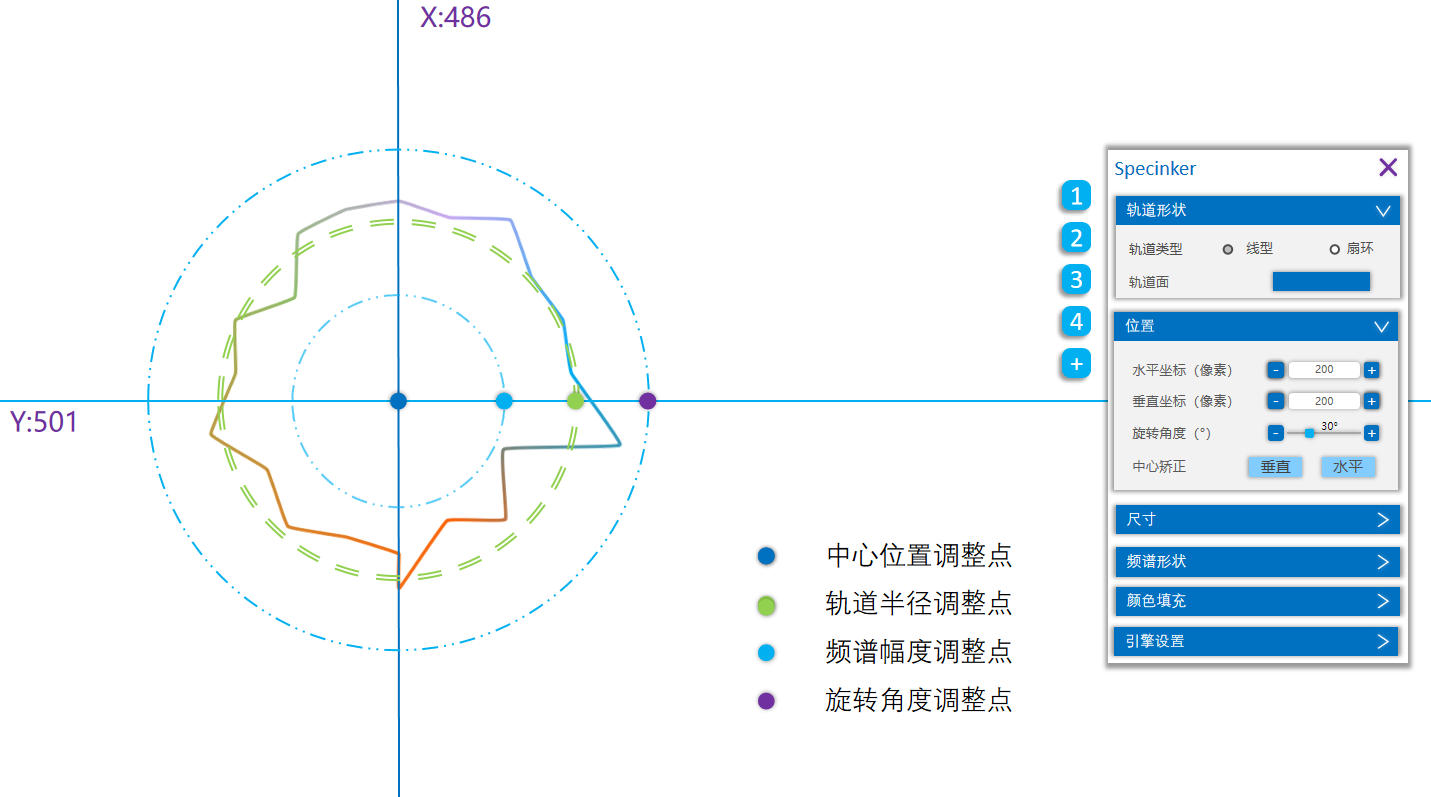 X:486
Y:501
中心位置调整点
轨道半径调整点
频谱幅度调整点
旋转角度调整点
1
2
3
4
+
Specinker
轨道形状
轨道类型 线型 扇环
轨道面
位置
水平坐标（像素） - 200 +
垂直坐标（像素） - 200 +
旋转角度（°） - 30° +
中心矫正 垂直 水平
尺寸
频谱形状
颜色填充
引擎设置